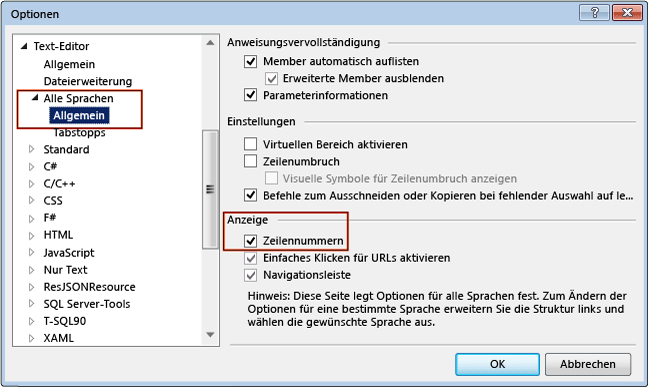 Optionen
Text-Editor
Allgemein
Dateierweiterung
Alle Sprachen
Allgemein
Tabstopps
Standard
C#
C/C++
CSS
F#
HTML
JavaScript
Nur Text
ResJSONResource
SQL Server-Tools
T-SQL90
XAML
Anweisungsvervollständigung
Member automatisch auflisten
Erweiterte Member ausblenden
Parameterinformationen
Einstellungen
Virtuellen Bereich aktivieren
Zeilenumbruch
Visuelle Symbole für Zeilenumbruch anzeigen
Befehle zum Ausschneiden oder Kopieren bei fehlender Auswahl auf le...
Anzeige
Zeilennummern
Einfaches Klicken für URLs aktivieren
Navigationsleiste
Hinweis: Diese Seite legt Optionen für alle Sprachen fest. Zum Ändern der
Optionen für eine bestimmte Sprache erweitern Sie die Struktur links und
wählen die gewünschte Sprache aus.
OK
Abbrechen